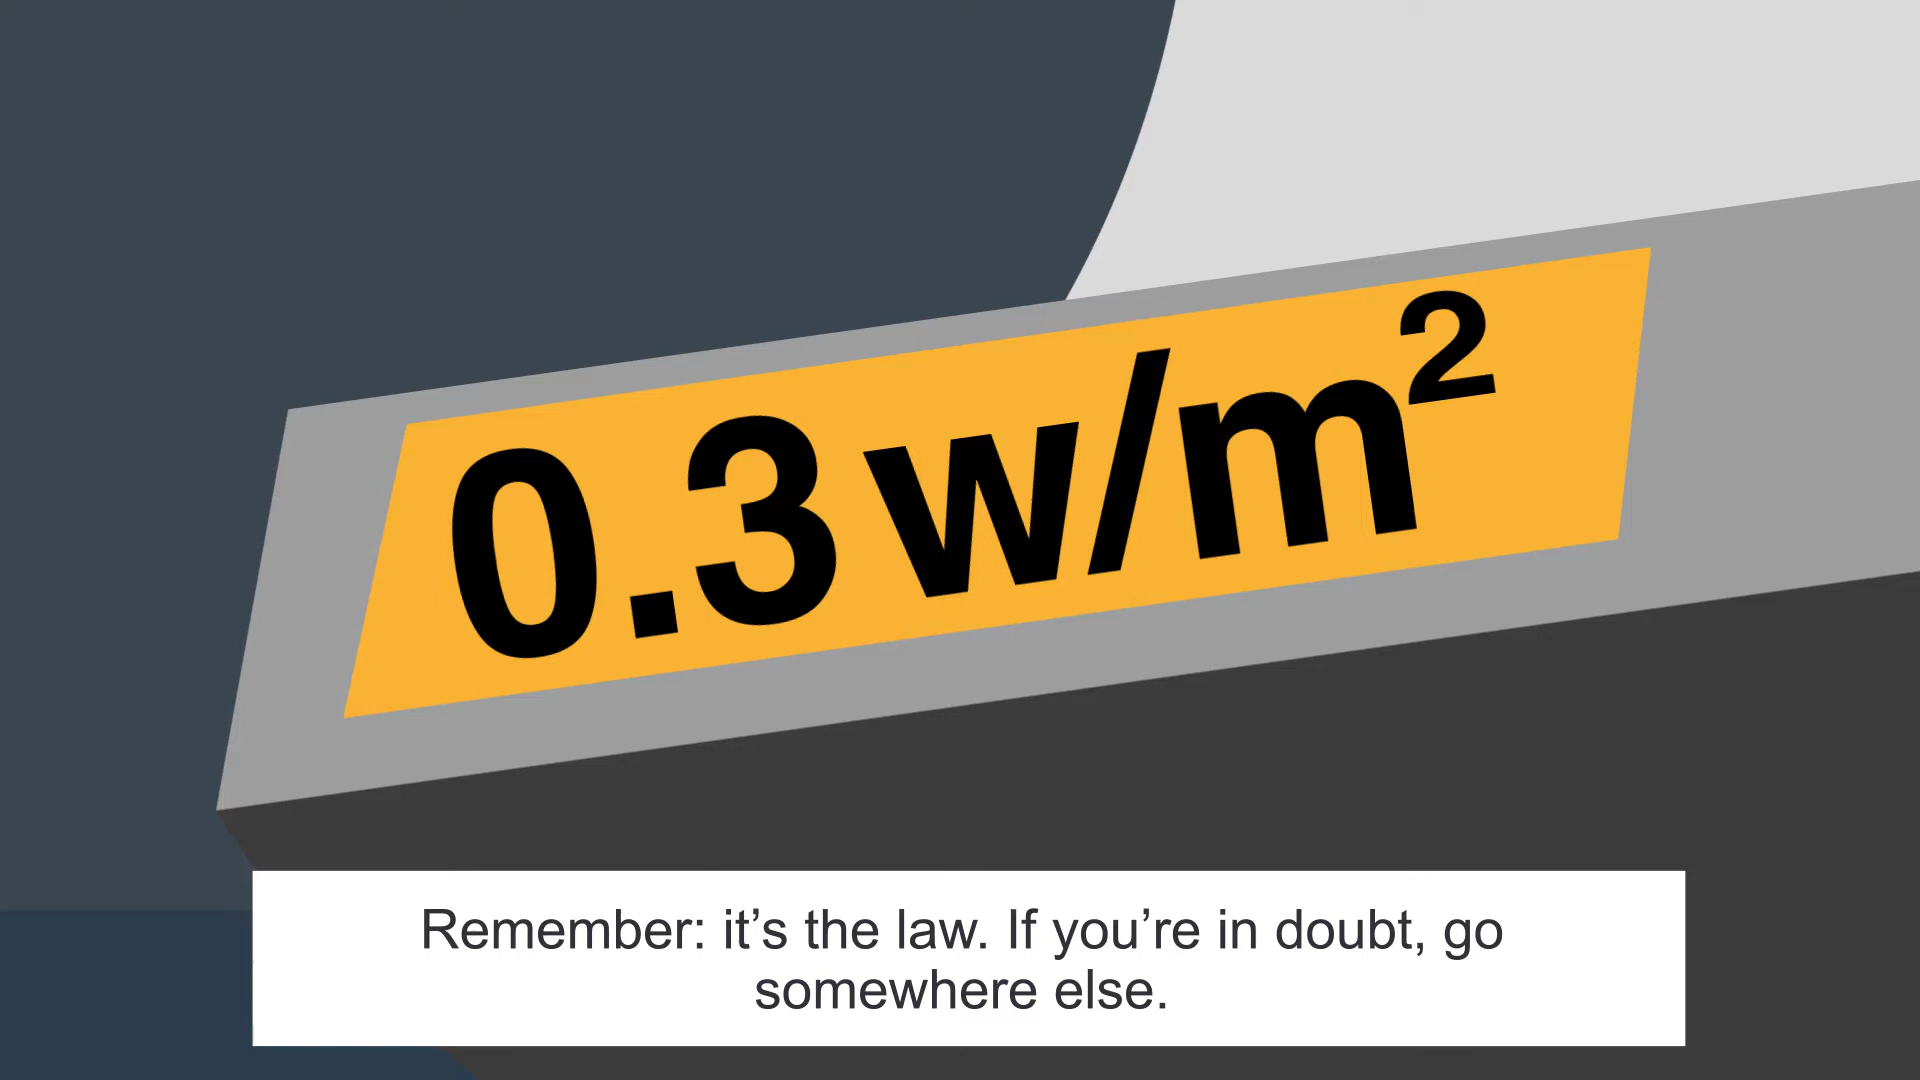 0.3 w/m²
Remember: it’s the law. If you’re in doubt, go
somewhere else.